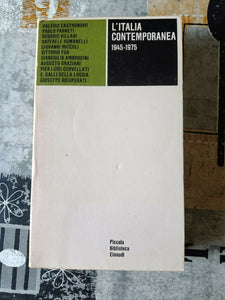 VALERIO CASTRONOVO
PAOLO FARNETI
ROSARIO VILLARI
RAFFAELE ROMANELLI
GIOVANNI MICCOLI
VITTORIO FOA
GIANGIULIO AMBROSINI
AUGUSTO GRAZIANI
PIER LUIGI CERVELLATI
E. GALLI DELLA LOGGIA
GIUSEPPE RICUPERATI
L'ITALIA
CONTEMPORANEA
1945-1975
Piccola
Biblioteca
Einaudi